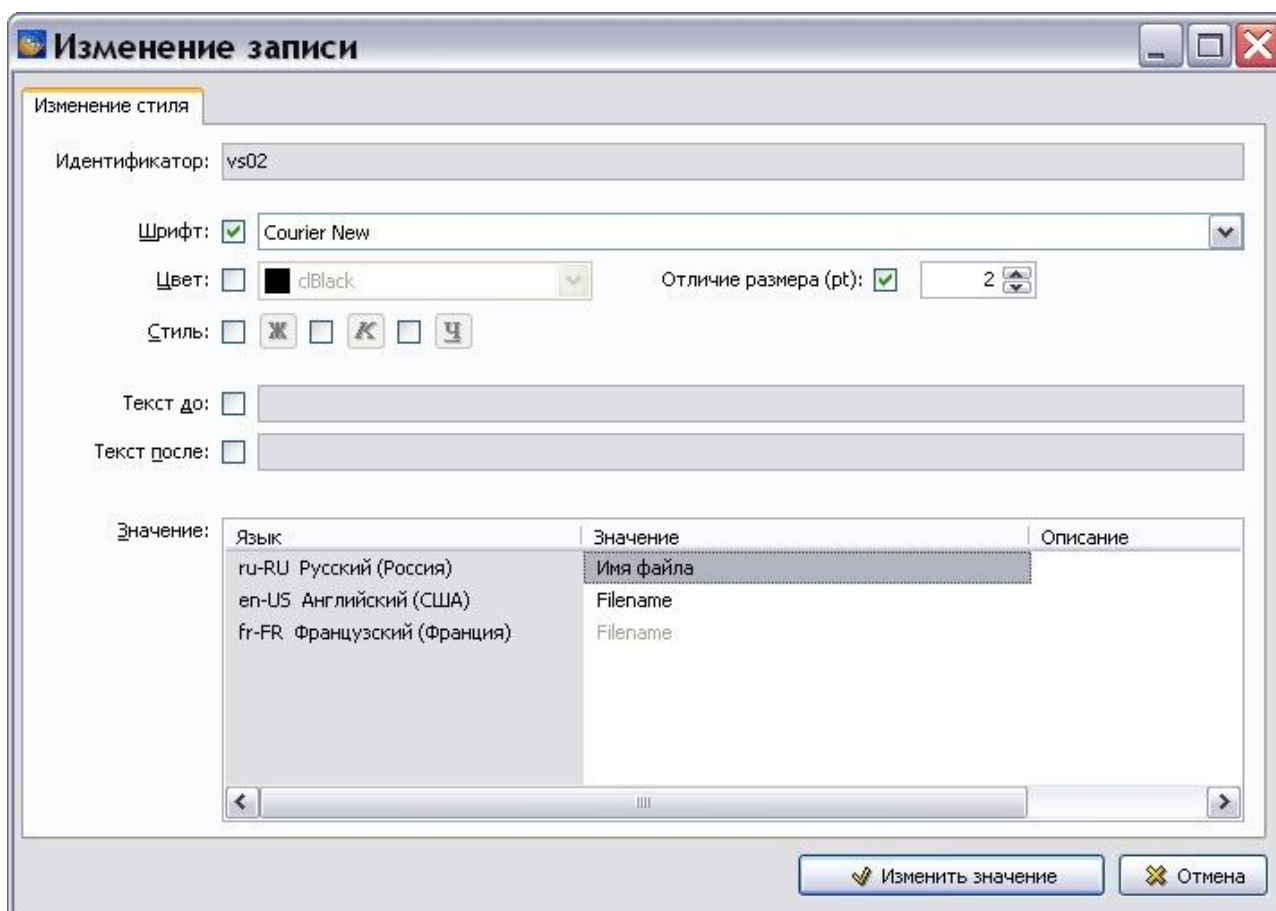 Изменение записи
Изменение стиля
Идентификатор: vs02
Шрифт: Courier New
Цвет: clBlack Отличие размера (pt): 2
Стиль: Ж К Ч
Текст до:
Текст после:
Значение: Язык Значение Описание
ru-RU Русский (Россия) Имя файла
en-US Английский (США) Filename
fr-FR Французский (Франция) Filename
Изменить значение Отмена